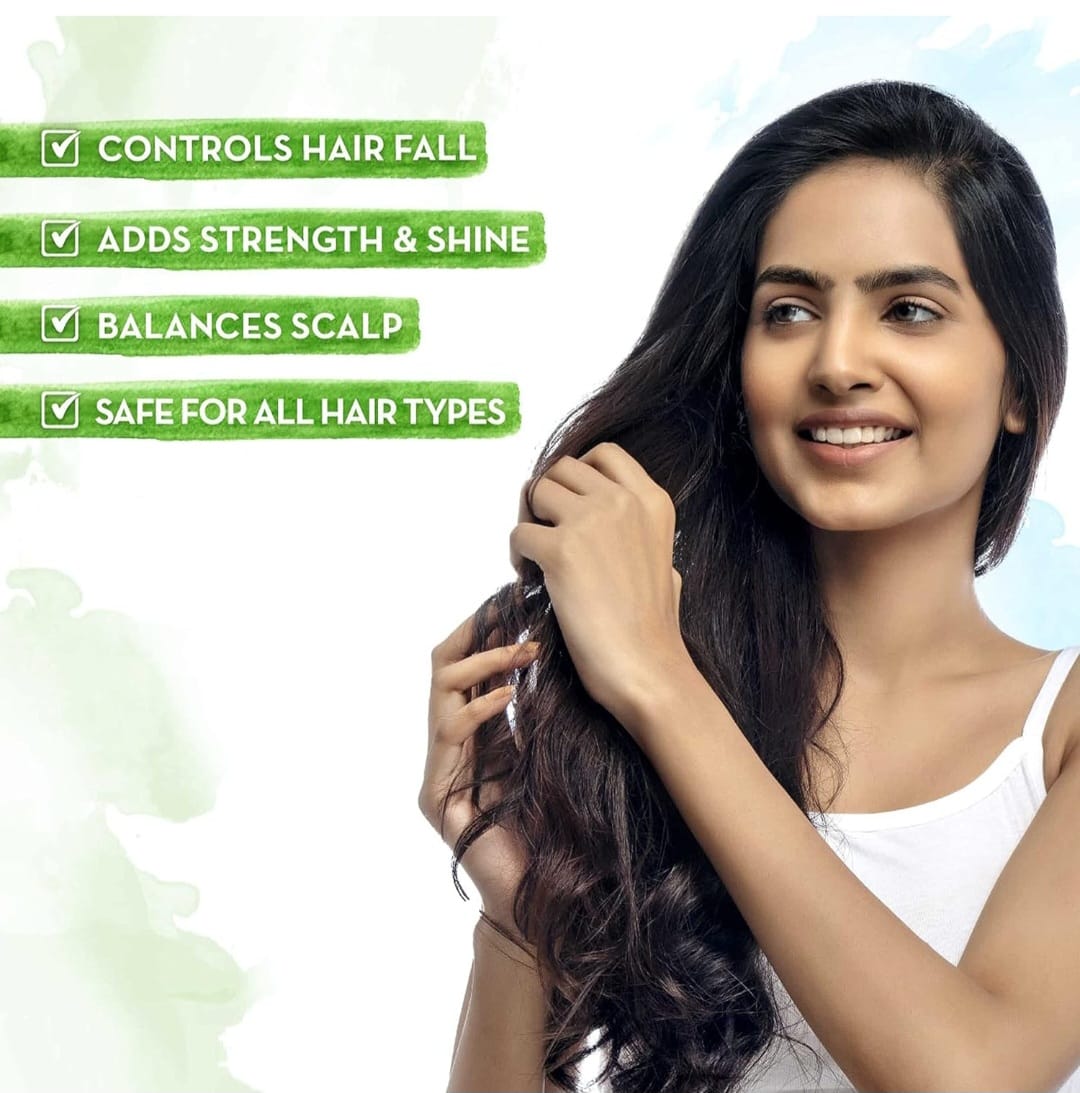 CONTROLS HAIR FALL
ADDS STRENGTH & SHINE
BALANCES SCALP
SAFE FOR ALL HAIR TYPES